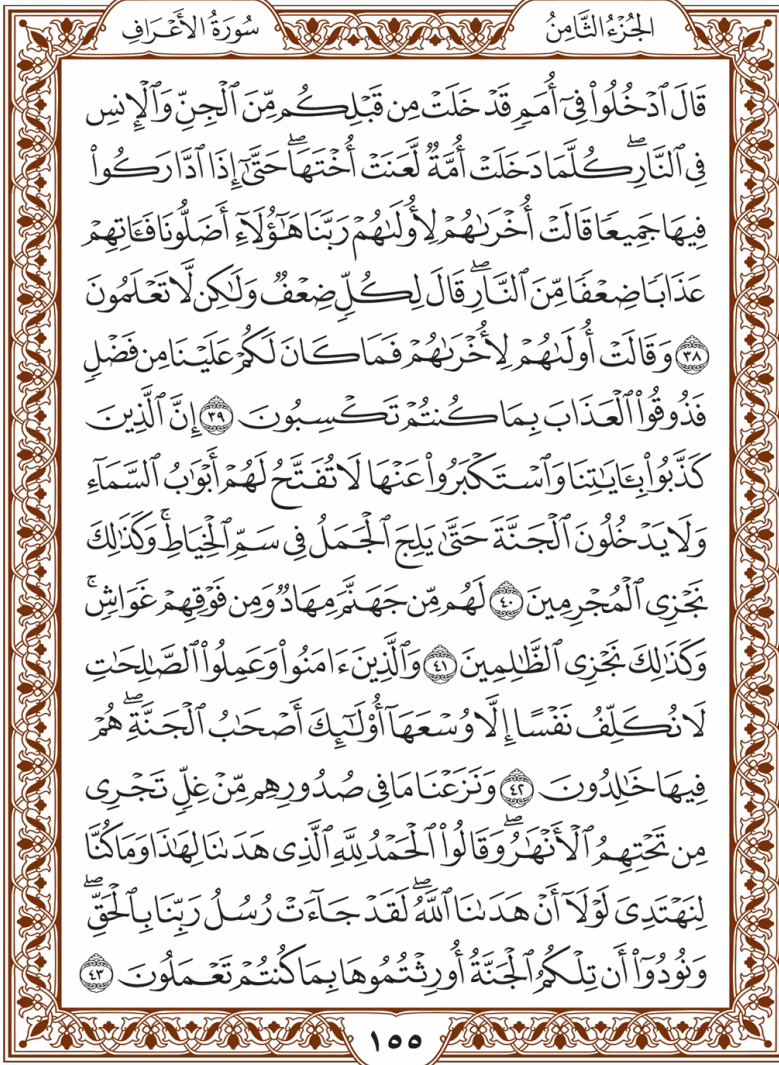 الجُزْءُ الثَّامِنُ
سُورَةُ الأَعْرَافِ
قَالَ ٱدْخُلُوا۟ فِىٓ أُمَمٍ قَدْ خَلَتْ مِن قَبْلِكُم مِّنَ ٱلْجِنِّ وَٱلْإِنسِ
فِى ٱلنَّارِ ۖ كُلَّمَا دَخَلَتْ أُمَّةٌ لَّعَنَتْ أُخْتَهَا ۖ حَتَّىٰٓ إِذَا ٱدَّارَكُوا۟
فِيهَا جَمِيعًا قَالَتْ أُخْرَىٰهُمْ لِأُولَىٰهُمْ رَبَّنَا هَٰٓؤُلَآءِ أَضَلُّونَا فَـَٔاتِهِمْ
عَذَابًا ضِعْفًا مِّنَ ٱلنَّارِ ۖ قَالَ لِكُلٍّ ضِعْفٌ وَلَٰكِن لَّا تَعْلَمُونَ
٣٨ وَقَالَتْ أُولَىٰهُمْ لِأُخْرَىٰهُمْ فَمَا كَانَ لَكُمْ عَلَيْنَا مِن فَضْلٍ
فَذُوقُوا۟ ٱلْعَذَابَ بِمَا كُنتُمْ تَكْسِبُونَ ٣٩ إِنَّ ٱلَّذِينَ
كَذَّبُوا۟ بِـَٔايَٰتِنَا وَٱسْتَكْبَرُوا۟ عَنْهَا لَا تُفَتَّحُ لَهُمْ أَبْوَٰبُ ٱلسَّمَآءِ
وَلَا يَدْخُلُونَ ٱلْجَنَّةَ حَتَّىٰ يَلِجَ ٱلْجَمَلُ فِى سَمِّ ٱلْخِيَاطِ ۚ وَكَذَٰلِكَ
نَجْزِى ٱلْمُجْرِمِينَ ٤٠ لَهُم مِّن جَهَنَّمَ مِهَادٌ وَمِن فَوْقِهِمْ غَوَاشٍ ۚ
وَكَذَٰلِكَ نَجْزِى ٱلظَّٰلِمِينَ ٤١ وَٱلَّذِينَ ءَامَنُوا۟ وَعَمِلُوا۟ ٱلصَّٰلِحَٰتِ
لَا نُكَلِّفُ نَفْسًا إِلَّا وُسْعَهَآ أُو۟لَٰٓئِكَ أَصْحَٰبُ ٱلْجَنَّةِ ۖ هُمْ
فِيهَا خَٰلِدُونَ ٤٢ وَنَزَعْنَا مَا فِى صُدُورِهِم مِّنْ غِلٍّ تَجْرِى
مِن تَحْتِهِمُ ٱلْأَنْهَٰرُ ۖ وَقَالُوا۟ ٱلْحَمْدُ لِلَّهِ ٱلَّذِى هَدَىٰنَا لِهَٰذَا وَمَا كُنَّا
لِنَهْتَدِىَ لَوْلَآ أَنْ هَدَىٰنَا ٱللَّهُ ۖ لَقَدْ جَآءَتْ رُسُلُ رَبِّنَا بِٱلْحَقِّ ۖ
وَنُودُوٓا۟ أَن تِلْكُمُ ٱلْجَنَّةُ أُورِثْتُمُوهَا بِمَا كُنتُمْ تَعْمَلُونَ ٤٣
١٥٥